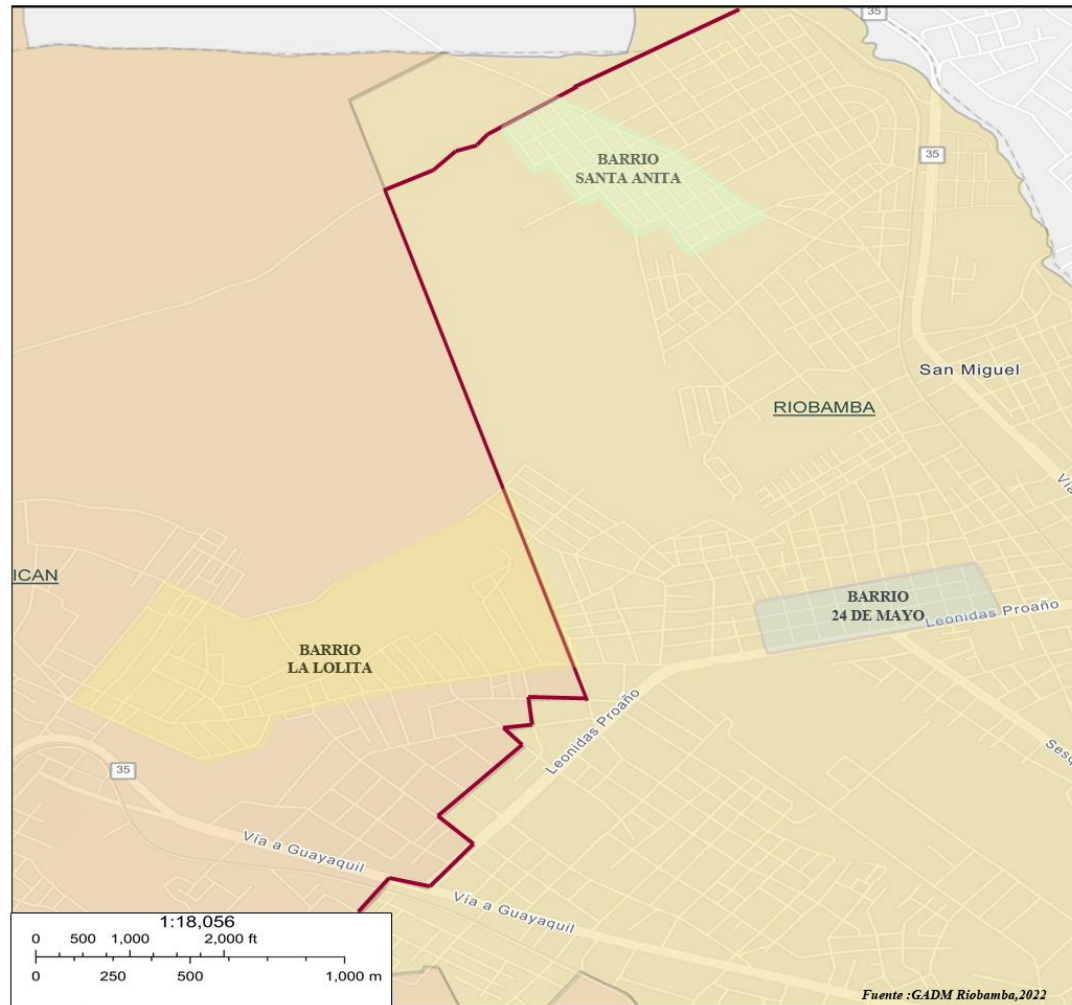 35
BARRIO
SANTA ANITA
35
San Miguel
RIOBAMBA
ICAN
BARRIO
24 DE MAYO
Leonidas Proaño
BARRIO
LA LOLITA
Leonidas Proaño
35
Vía a Guayaquil
Vía a Guayaquil
1:18,056
0 500 1,000 2,000 ft
0 250 500 1,000 m
Fuente :GADM Riobamba,2022